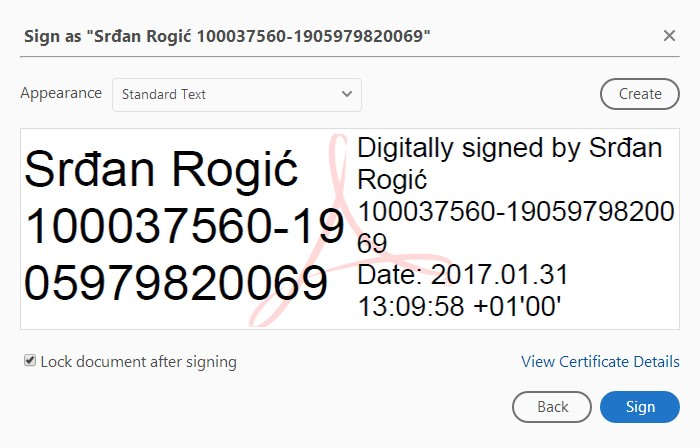 Sign as "Srđan Rogić 100037560-1905979820069"
Appearance
Standard Text
Create
Srđan Rogić
100037560-19
05979820069
Digitally signed by Srđan
Rogić
100037560-19059798200
69
Date: 2017.01.31
13:09:58 +01'00'
Lock document after signing
View Certificate Details
Back
Sign